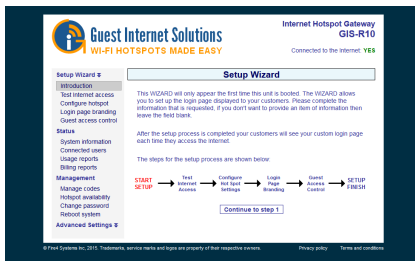 Guest Internet Solutions
WI-FI HOTSPOTS MADE EASY
Internet Hotspot Gateway
GIS-R10
Connected to the Internet: YES
Setup Wizard
Introduction
Test Internet access
Configure hotspot
Login page branding
Guest access control
Status
System information
Connected users
Usage reports
Billing reports
Management
Manage codes
Hotspot availability
Change password
Reboot system
Advanced Settings
Setup Wizard
This WIZARD will only appear the first time this unit is booted. The WIZARD allows
you to set up the login page displayed to your customers. Please complete the
information that is requested, if you don't want to provide an item of information then
leave the field blank.
After the setup process is completed your customers will see your custom login page
each time they access the Internet
The steps for the setup process are shown below:
START SETUP
Test Internet Access
Configure Hot Spot Settings
Login Page Branding
Guest Access Control
SETUP FINISH
Continue to step 1
© Fire4 Systems Inc, 2015. Trademarks, service marks and logos are property of their respective owners.
Privacy policy
Terms and conditions